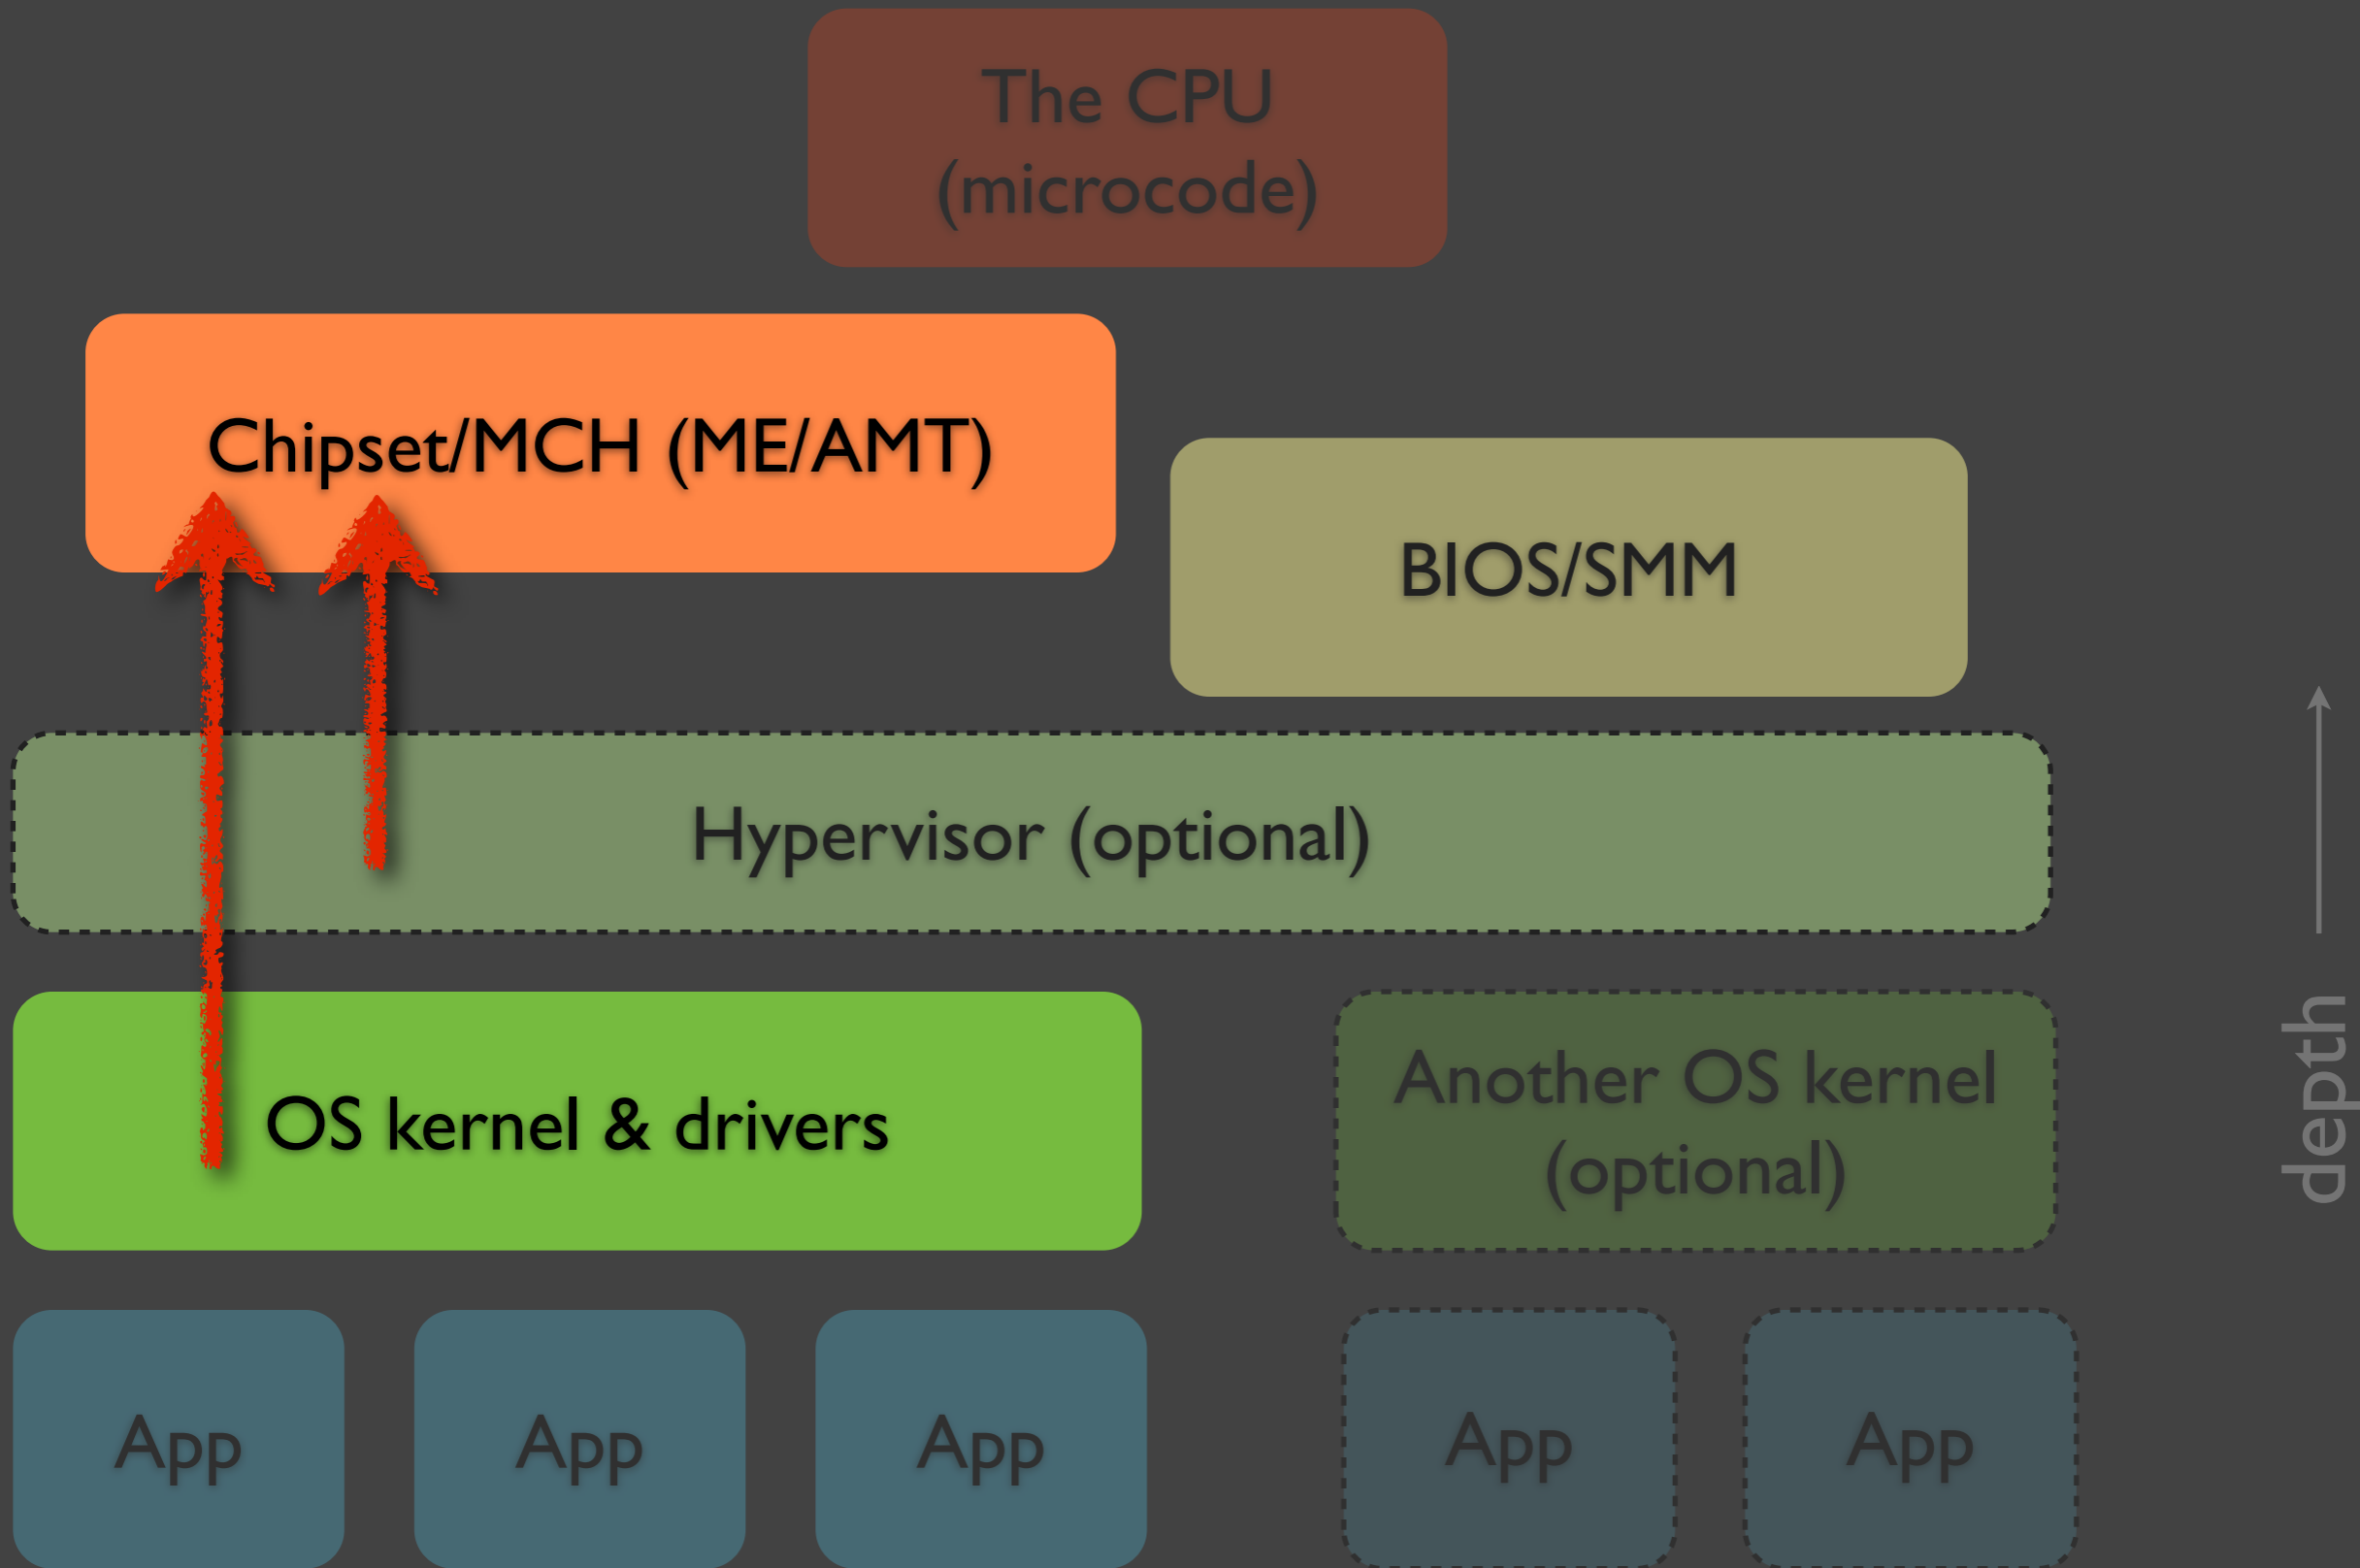 The CPU
(microcode)
Chipset/MCH (ME/AMT)
BIOS/SMM
Hypervisor (optional)
OS kernel & drivers
Another OS kernel
(optional)
App
App
App
App
App
depth